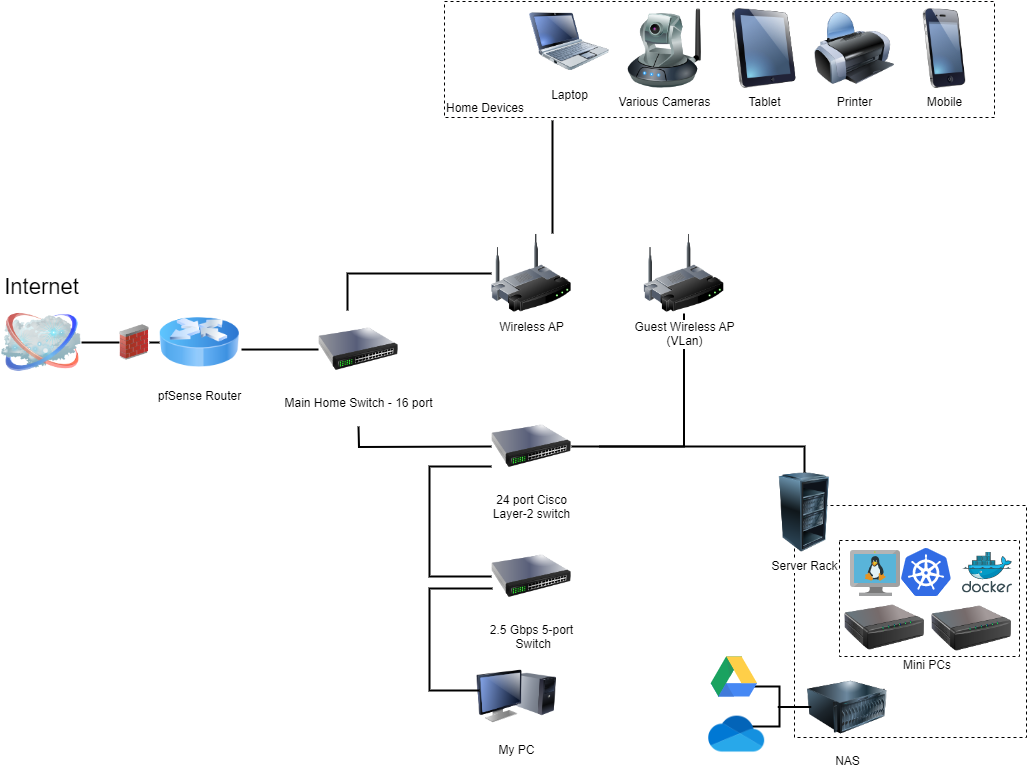 Laptop
Various Cameras
Tablet
Printer
Mobile
Home Devices
Internet
Wireless AP
Guest Wireless AP
(VLan)
pfSense Router
Main Home Switch - 16 port
24 port Cisco
Layer-2 switch
Server Rack
docker
2.5 Gbps 5-port
Switch
Mini PCs
My PC
NAS